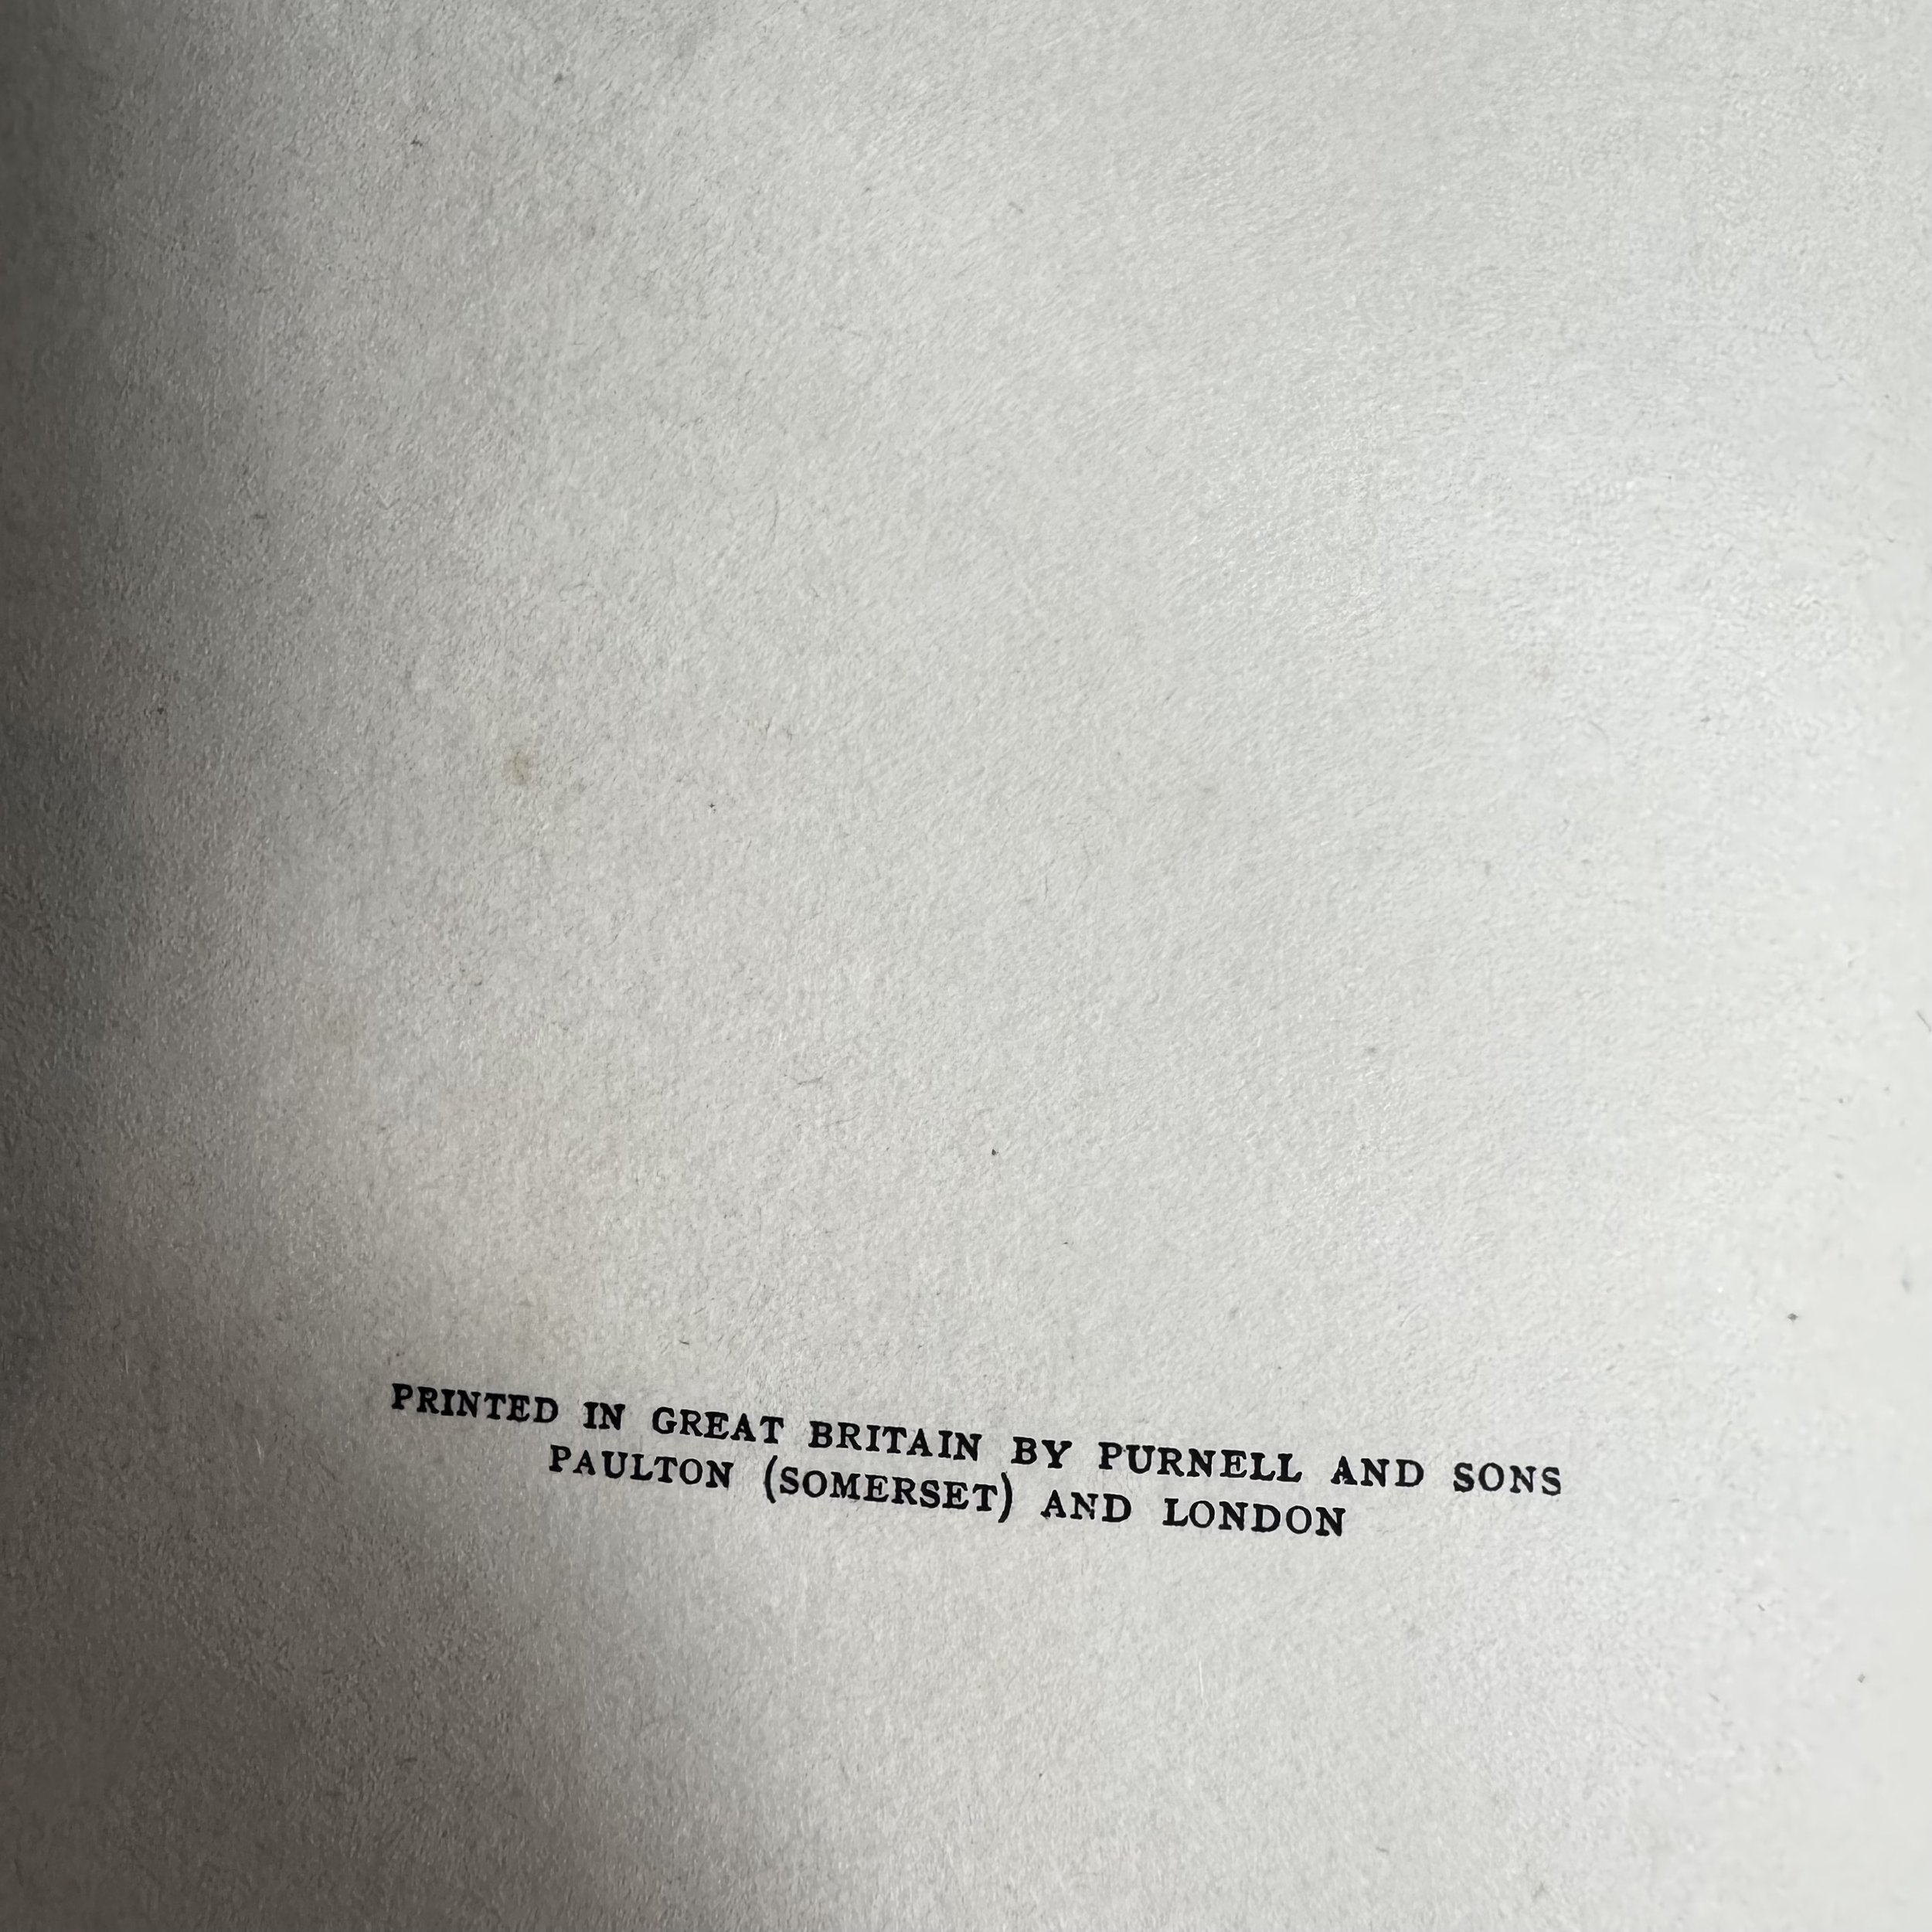 PRINTED IN GREAT BRITAIN BY PURNELL AND SONS
PAULTON (SOMERSET) AND LONDON